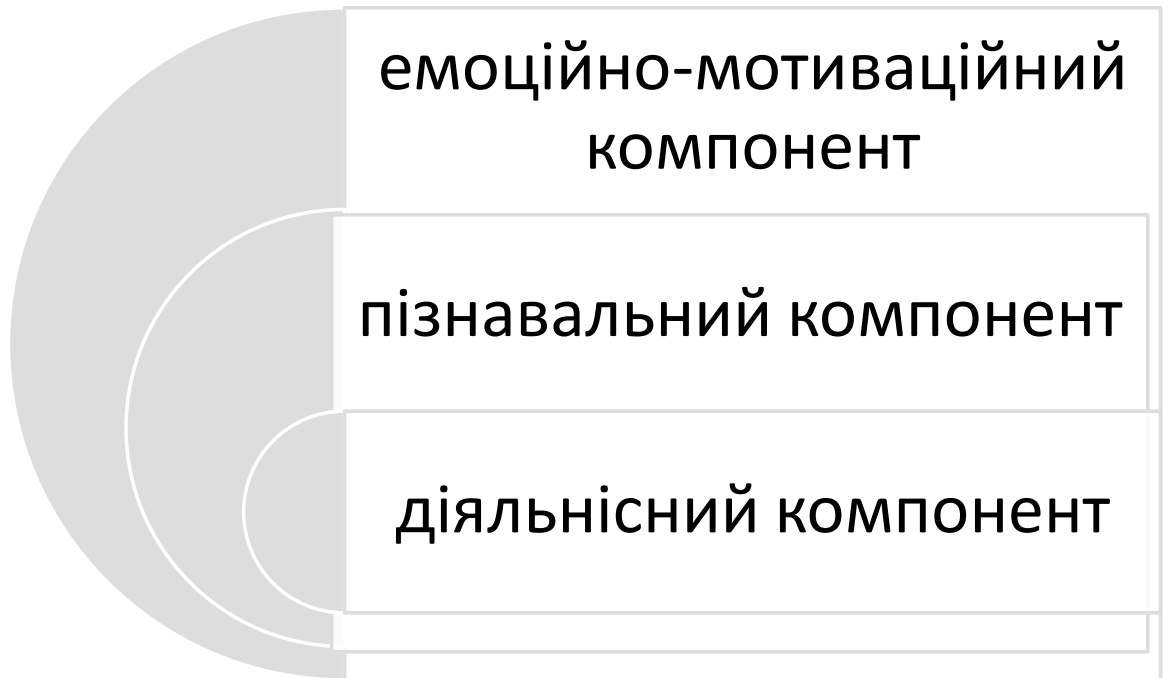 емоційно-мотиваційний
компонент
пізнавальний компонент
діяльнісний компонент